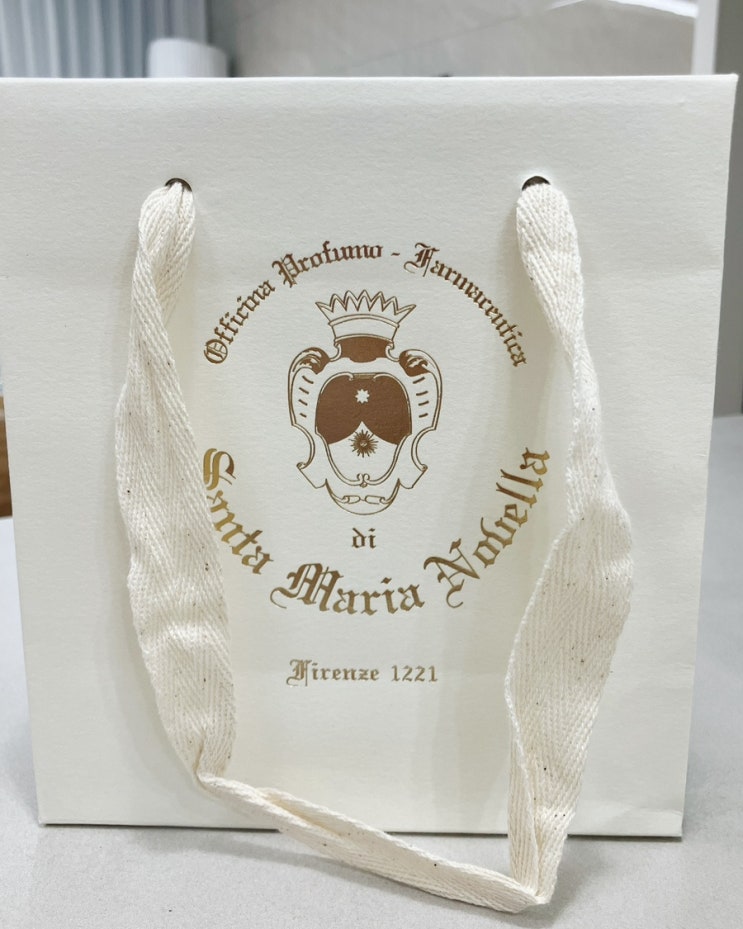 Officina Profumo - Farmaceutica
di
Santa Maria Novella
Firenze 1221